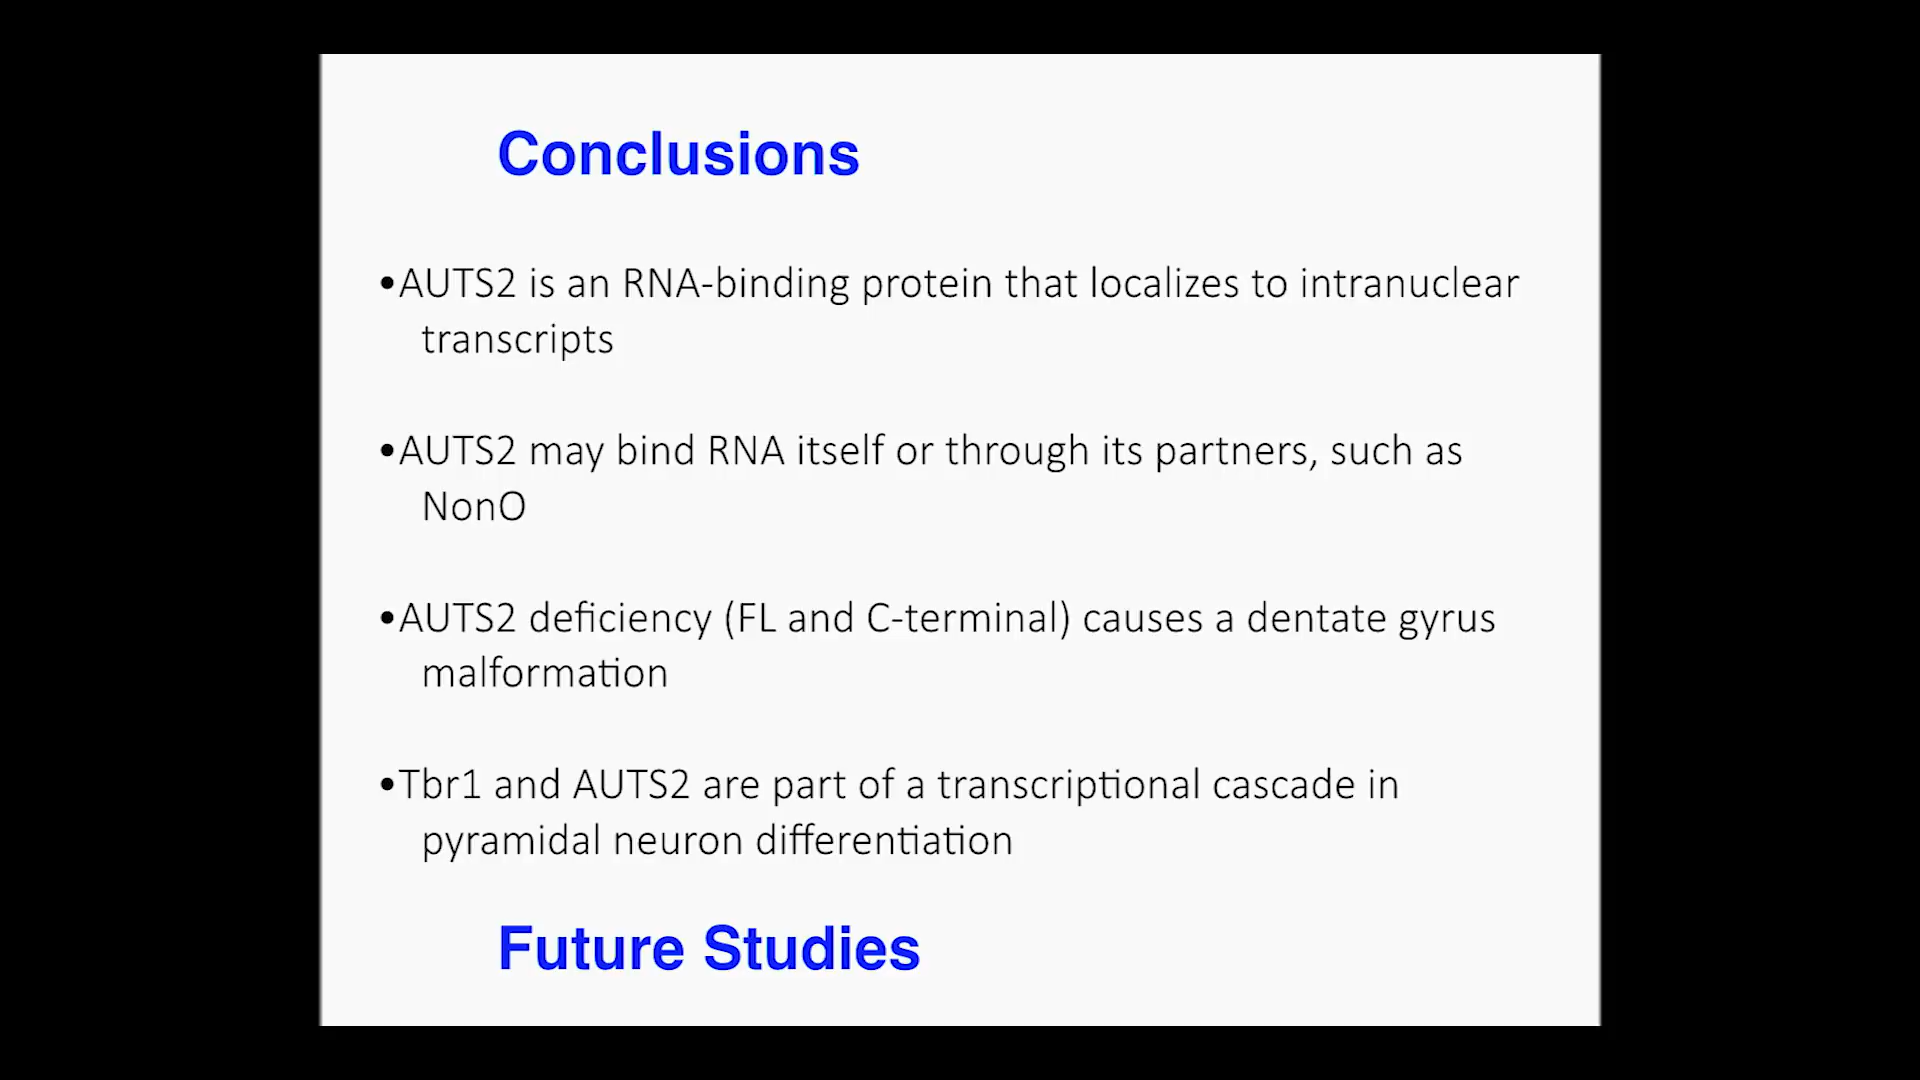 Conclusions
•AUTS2 is an RNA-binding protein that localizes to intranuclear
transcripts
•AUTS2 may bind RNA itself or through its partners, such as
NonO
•AUTS2 deficiency (FL and C-terminal) causes a dentate gyrus
malformation
•Tbr1 and AUTS2 are part of a transcriptional cascade in
pyramidal neuron differentiation
Future Studies